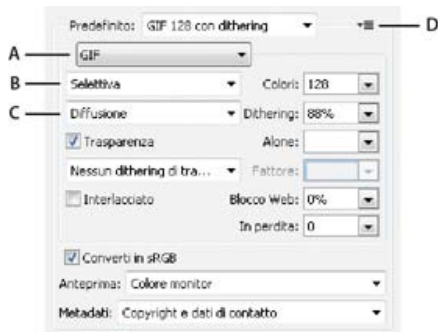 Predefinito: GIF 128 con dithering D
A GIF
B Selettiva Colori: 128
C Diffusione Dithering: 88%
Trasparenza Alone:
Nessun dithering di tra... Fattore:
Interlacciato Blocco Web: 0%
In perdita: 0
Converti in sRGB
Anteprima: Colore monitor
Metadati: Copyright e dati di contatto